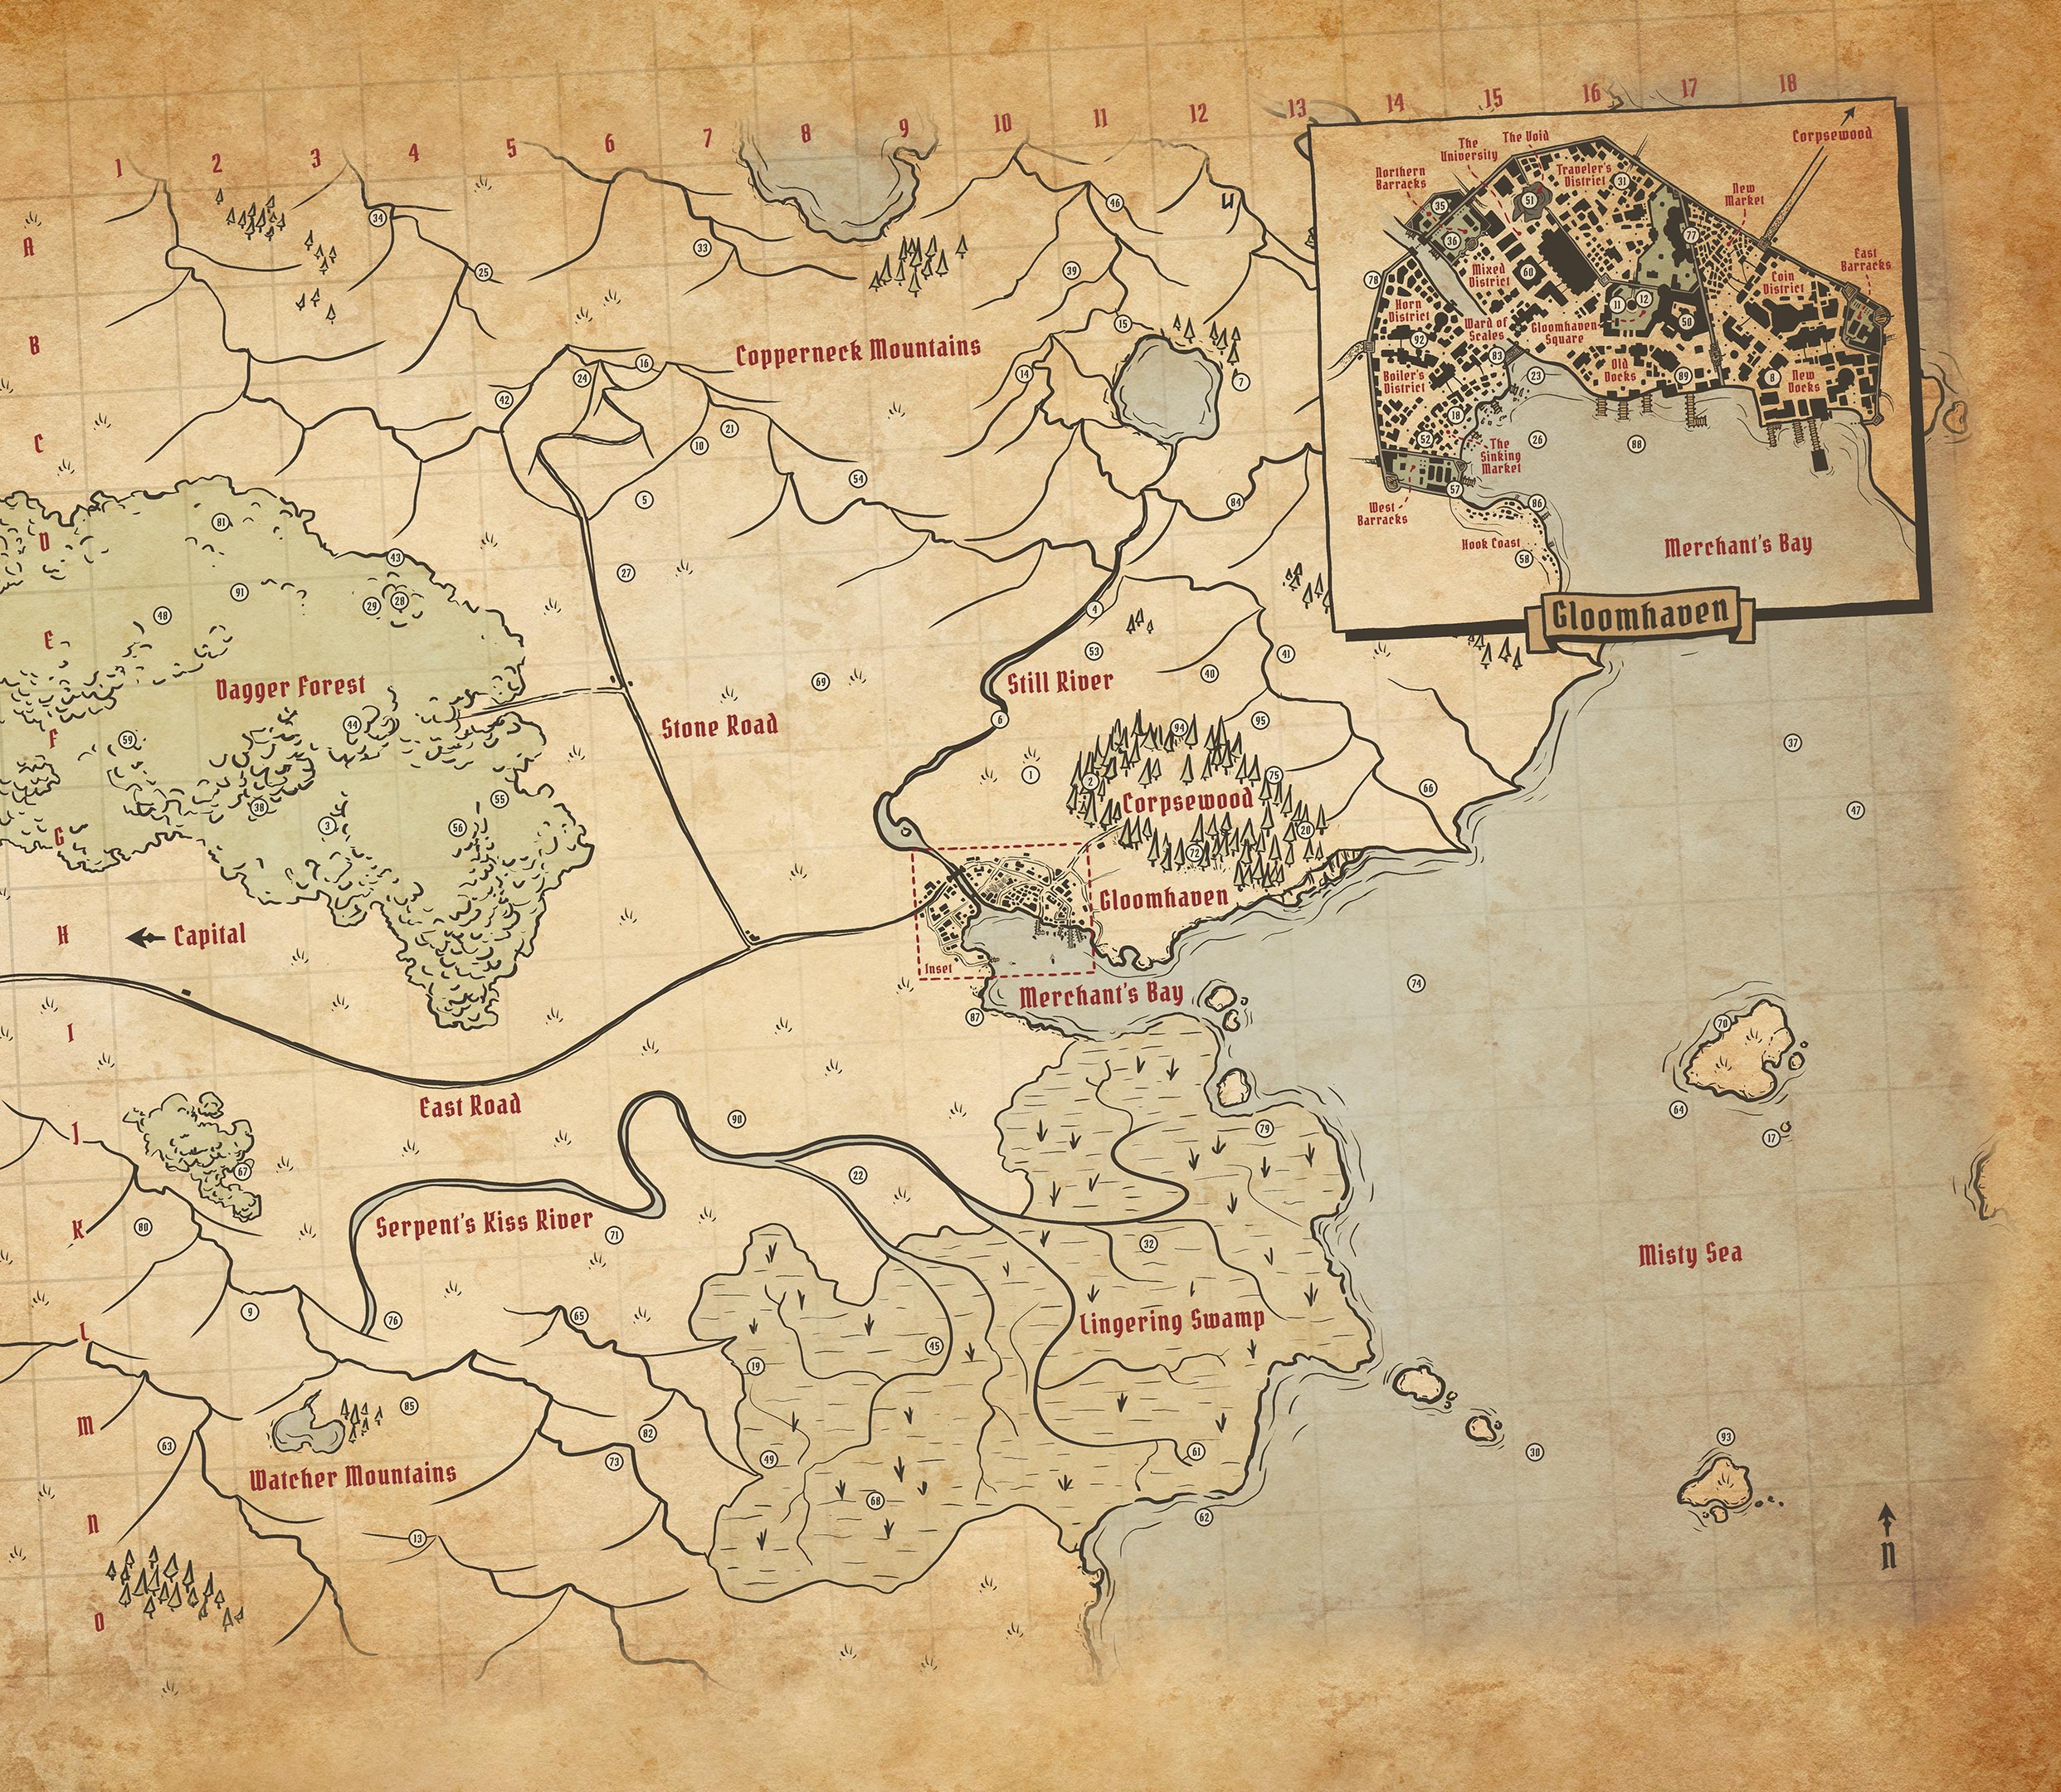 1 2 3 4 5 6 7 8 9 10 11 12 13 14 15 16 17 18
A
B
C
D
E
F
G
H
I
J
K
L
M
N
O
Corpsewood
The Void
The
University
Northern
Barracks
Traveler's
District
New
Market
East
Barracks
Coin
District
Mixed
District
Horn
District
Ward of
Scales
Gloomhaven
Square
Boiler's
District
Old
Docks
New
Docks
The
Sinking
Market
West
Barracks
Hook Coast
Merchant's Bay
Gloomhaven
35
36
51
31
77
78
60
11
12
50
92
83
23
89
8
18
52
26
88
57
86
58
34
25
33
46
39
15
14
7
Copperneck Mountains
24
16
42
21
10
5
54
84
81
43
91
29
28
48
27
4
53
41
40
Dagger Forest
Still River
69
6
44
59
Stone Road
94
95
1
2
75
Corpsewood
66
37
47
55
38
3
56
20
72
Gloomhaven
Capital
Inset
Merchant's Bay
87
74
70
64
17
East Road
90
79
67
22
80
Serpent's Kiss River
71
32
Misty Sea
9
76
65
Lingering Swamp
45
19
85
63
82
73
49
61
30
93
Watcher Mountains
68
62
13
N